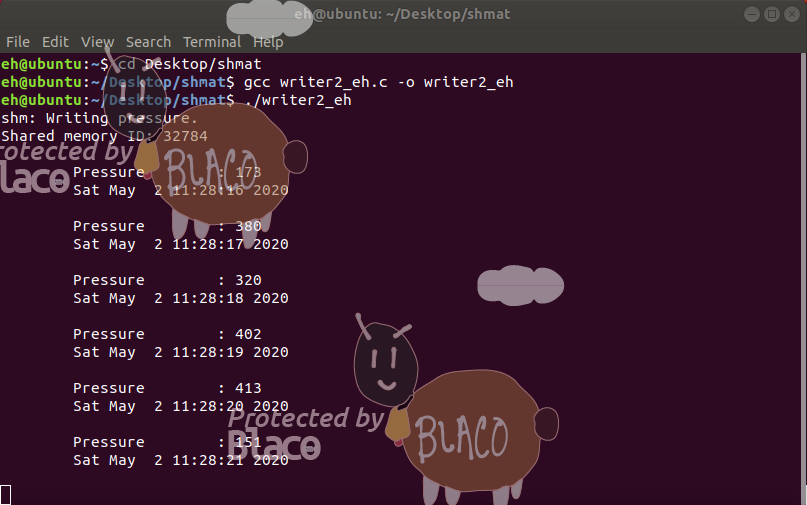 eh@ubuntu: ~/Desktop/shmat
File Edit View Search Terminal Help
eh@ubuntu:~$ cd Desktop/shmat
eh@ubuntu:~/Desktop/shmat$ gcc writer2_eh.c -o writer2_eh
eh@ubuntu:~/Desktop/shmat$ ./writer2_eh
shm: Writing pressure.
Shared memory ID: 32784
rotected by
laco
BLACO
Pressure : 173
Sat May 2 11:28:16 2020
Pressure : 380
Sat May 2 11:28:17 2020
Pressure : 320
Sat May 2 11:28:18 2020
Pressure : 402
Sat May 2 11:28:19 2020
Pressure : 413
Sat May 2 11:28:20 2020
Protected by
Blaco
BLACO
Pressure : 151
Sat May 2 11:28:21 2020